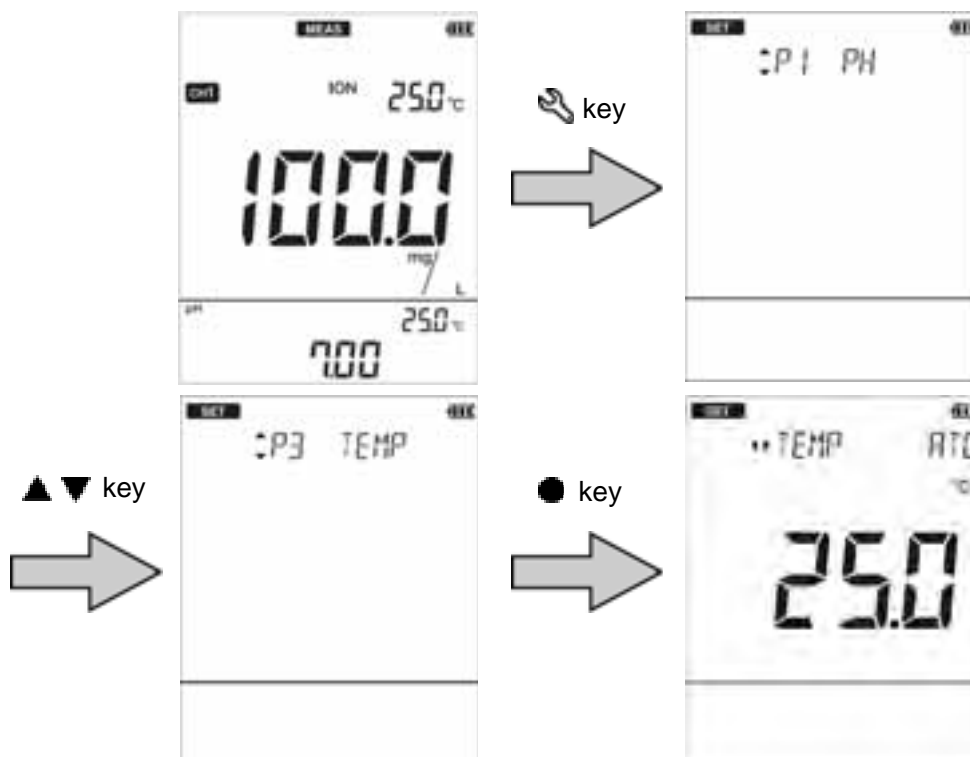 MEAS
CH1
ION 25.0 °C
100.0
mg/
L
pH
25.0 °C
7.00
key
SET
P1 PH
key
SET
P3 TEMP
key
SET
TEMP
°C
25.0